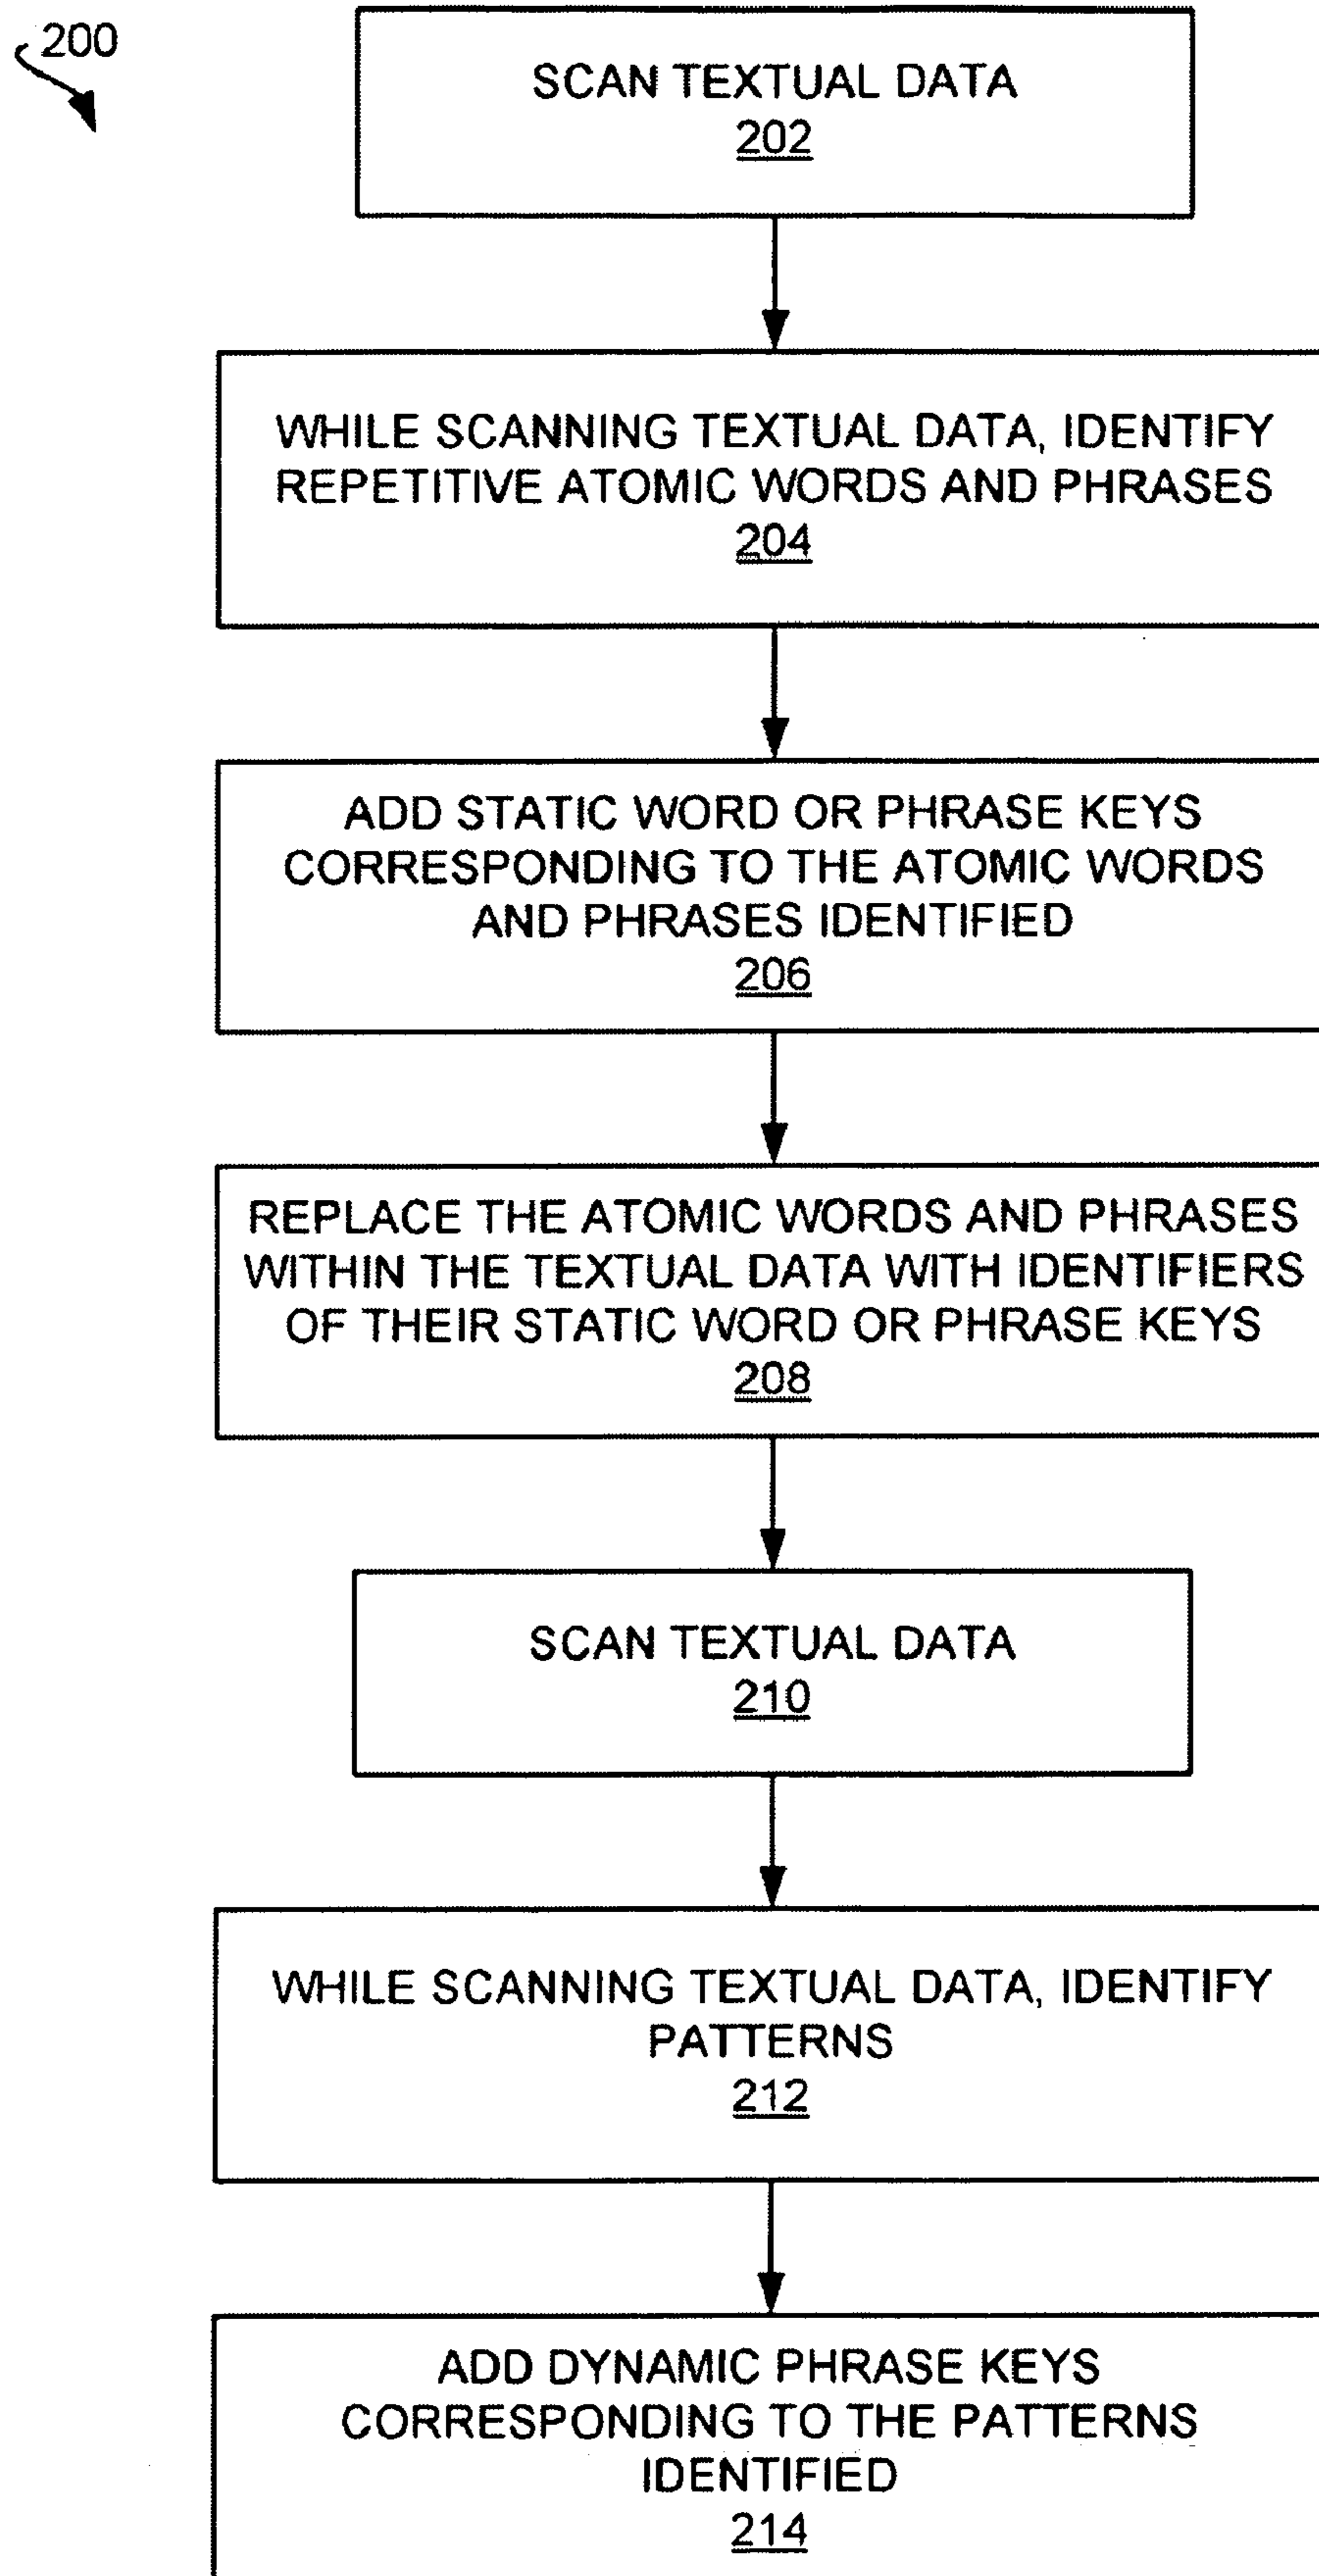 200
SCAN TEXTUAL DATA
202
WHILE SCANNING TEXTUAL DATA, IDENTIFY
REPETITIVE ATOMIC WORDS AND PHRASES
204
ADD STATIC WORD OR PHRASE KEYS
CORRESPONDING TO THE ATOMIC WORDS
AND PHRASES IDENTIFIED
206
REPLACE THE ATOMIC WORDS AND PHRASES
WITHIN THE TEXTUAL DATA WITH IDENTIFIERS
OF THEIR STATIC WORD OR PHRASE KEYS
208
SCAN TEXTUAL DATA
210
WHILE SCANNING TEXTUAL DATA, IDENTIFY
PATTERNS
212
ADD DYNAMIC PHRASE KEYS
CORRESPONDING TO THE PATTERNS
IDENTIFIED
214